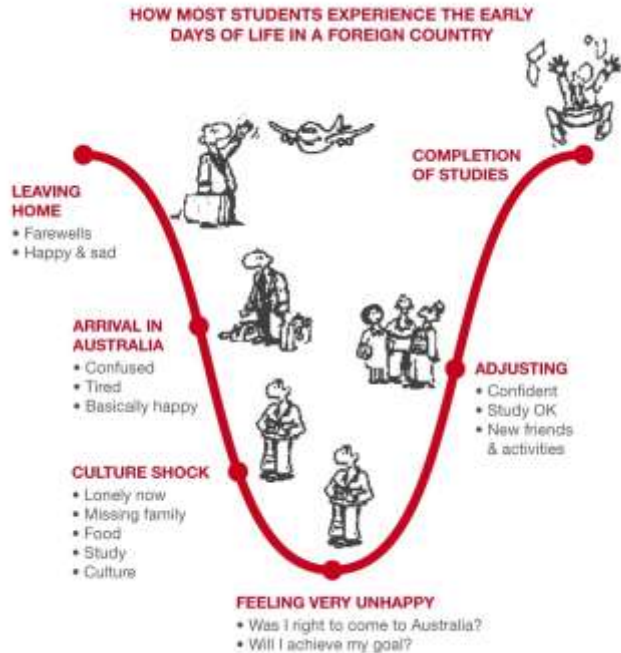 HOW MOST STUDENTS EXPERIENCE THE EARLY
DAYS OF LIFE IN A FOREIGN COUNTRY
LEAVING
HOME
• Farewells
• Happy & sad
ARRIVAL IN
AUSTRALIA
• Confused
• Tired
• Basically happy
CULTURE SHOCK
• Lonely now
• Missing family
• Food
• Study
• Culture
FEELING VERY UNHAPPY
• Was I right to come to Australia?
• Will I achieve my goal?
ADJUSTING
• Confident
• Study OK
• New friends
& activities
COMPLETION
OF STUDIES